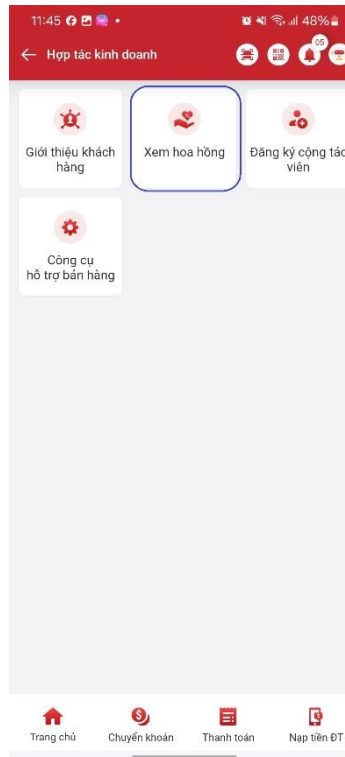 11:45
48%
Hợp tác kinh doanh
05
Giới thiệu khách
hàng
Xem hoa hồng
Đăng ký cộng tác
viên
Công cụ
hỗ trợ bán hàng
Trang chủ
Chuyển khoản
Thanh toán
Nạp tiền ĐT